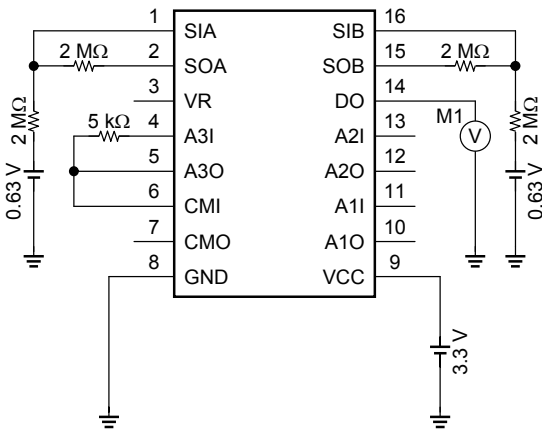 1 SIA SIB 16
2 MΩ 2 SOA SOB 15 2 MΩ
3 VR DO 14
M1
V
5 kΩ 4 A3I A2I 13
2 MΩ 2 MΩ
5 A3O A2O 12
0.63 V 0.63 V
6 CMI A1I 11
7 CMO A1O 10
8 GND VCC 9
3.3 V